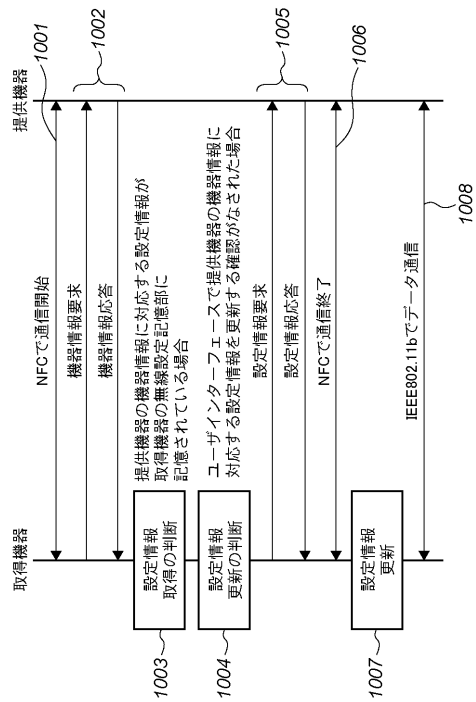 取得機器
提供機器
NFCで通信開始
1001
機器情報要求
機器情報応答
1002
設定情報
取得の判断
1003
提供機器の機器情報に対応する設定情報が
取得機器の無線設定記憶部に
記憶されている場合
設定情報
更新の判断
1004
ユーザインターフェースで提供機器の機器情報に
対応する設定情報を更新する確認がなされた場合
設定情報要求
設定情報応答
1005
NFCで通信終了
1006
設定情報
更新
1007
IEEE802.11bでデータ通信
1008